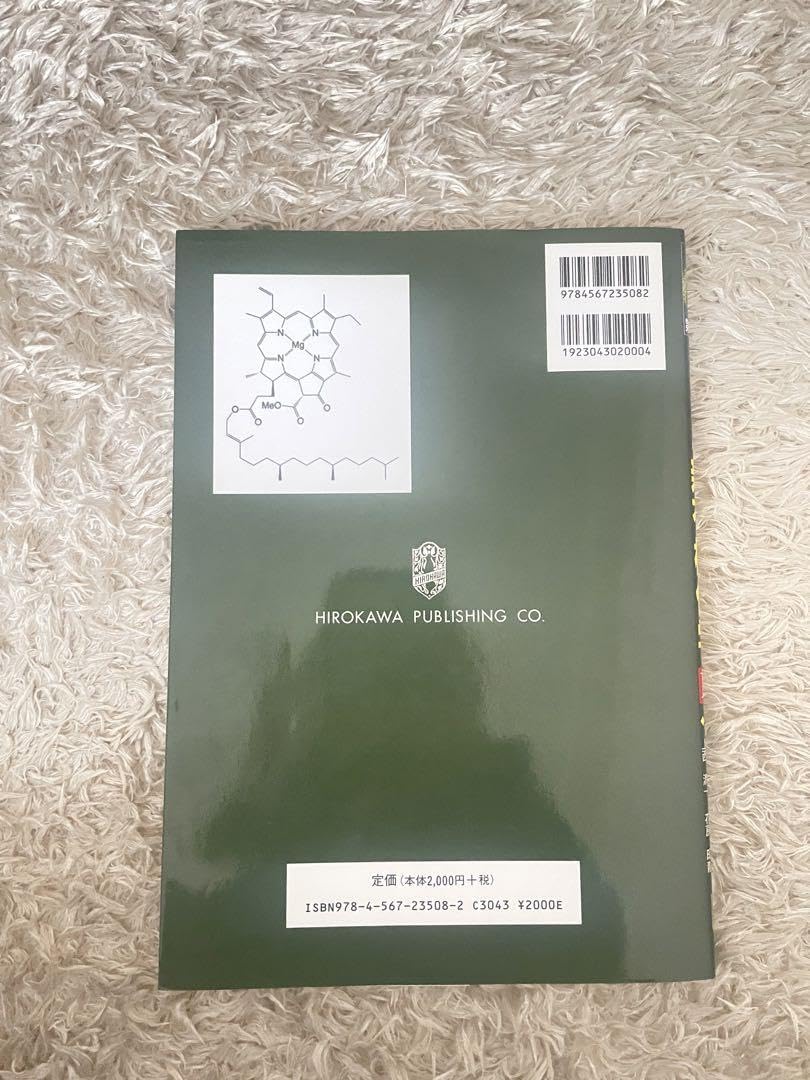 9784567235082
1923043020004
N
N
Mg
N
N
O
MeO
O
O
O
HIROKAWA
HIROKAWA PUBLISHING CO.
定価(本体2,000円+税)
ISBN978-4-567-23508-2 C3043 ¥2000E